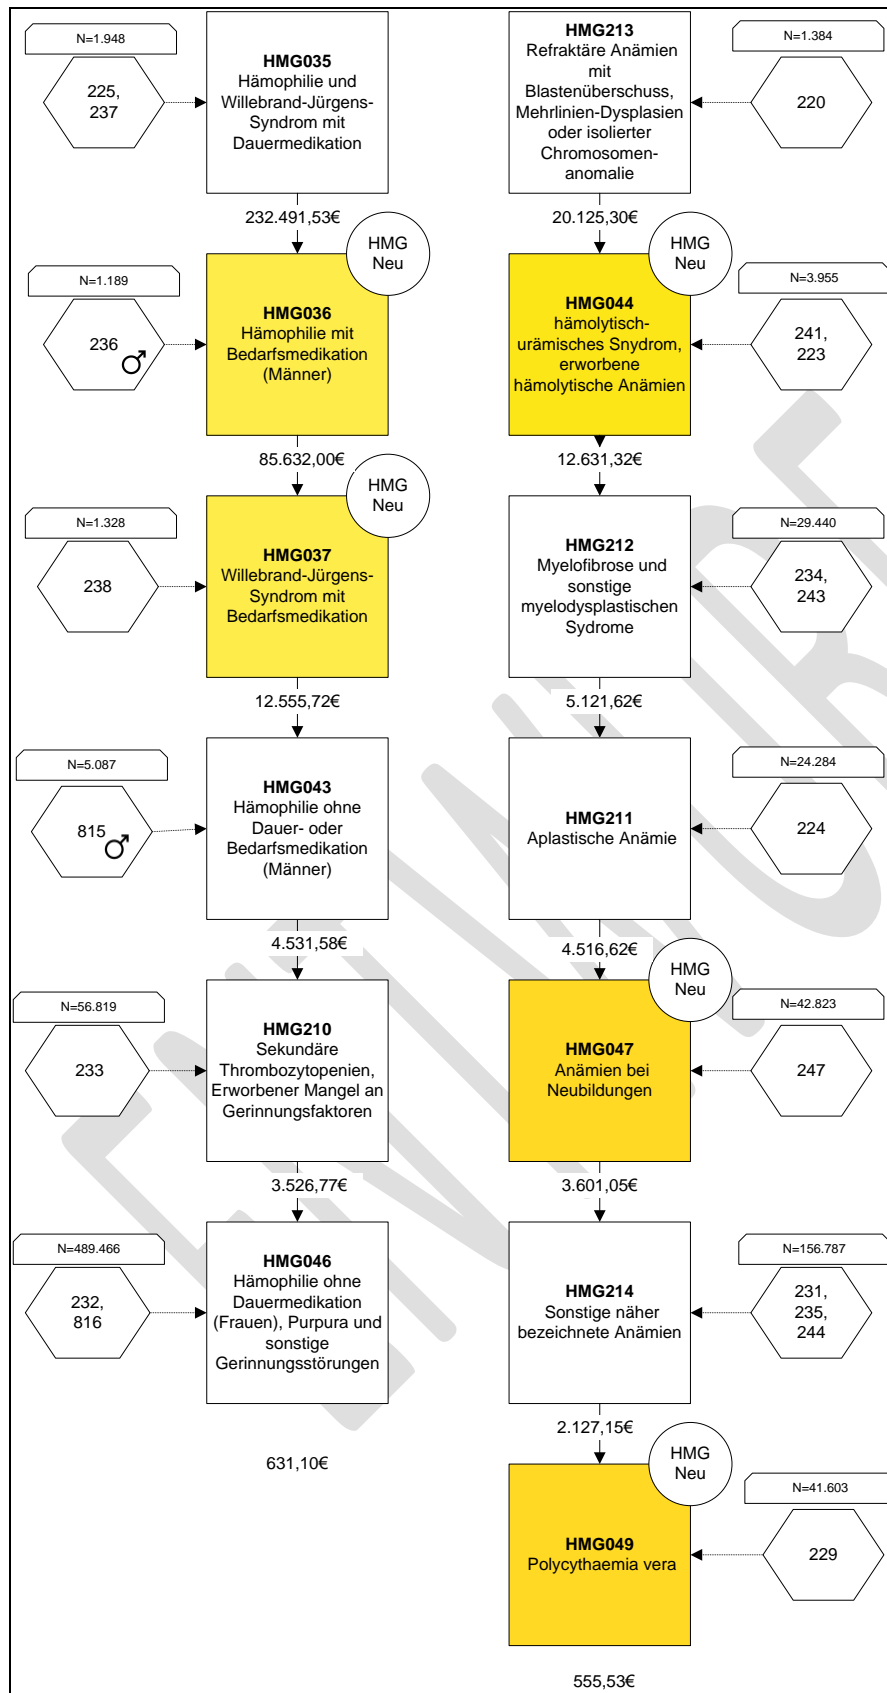 N=1.948
225,
237
HMG035
Hämophilie und
Willebrand-Jürgens-
Syndrom mit
Dauermedikation
232.491,53€
HMG
Neu
N=1.189
236
HMG036
Hämophilie mit
Bedarfsmedikation
(Männer)
85.632,00€
HMG
Neu
N=1.328
238
HMG037
Willebrand-Jürgens-
Syndrom mit
Bedarfsmedikation
12.555,72€
N=5.087
815
HMG043
Hämophilie ohne
Dauer- oder
Bedarfsmedikation
(Männer)
4.531,58€
N=56.819
233
HMG210
Sekundäre
Thrombozytopenien,
Erworbener Mangel an
Gerinnungsfaktoren
3.526,77€
N=489.466
232,
816
HMG046
Hämophilie ohne
Dauermedikation
(Frauen), Purpura und
sonstige
Gerinnungsstörungen
631,10€
HMG213
Refraktäre Anämien
mit
Blastenüberschuss,
Mehrlinien-Dysplasien
oder isolierter
Chromosomen-
anomalie
N=1.384
220
20.125,30€
HMG
Neu
HMG044
hämolytisch-
urämisches Snydrom,
erworbene
hämolytische Anämien
N=3.955
241,
223
12.631,32€
HMG212
Myelofibrose und
sonstige
myelodysplastischen
Sydrome
N=29.440
234,
243
5.121,62€
HMG211
Aplastische Anämie
N=24.284
224
4.516,62€
HMG
Neu
HMG047
Anämien bei
Neubildungen
N=42.823
247
3.601,05€
HMG214
Sonstige näher
bezeichnete Anämien
N=156.787
231,
235,
244
2.127,15€
HMG
Neu
HMG049
Polycythaemia vera
N=41.603
229
555,53€
ENTWURF